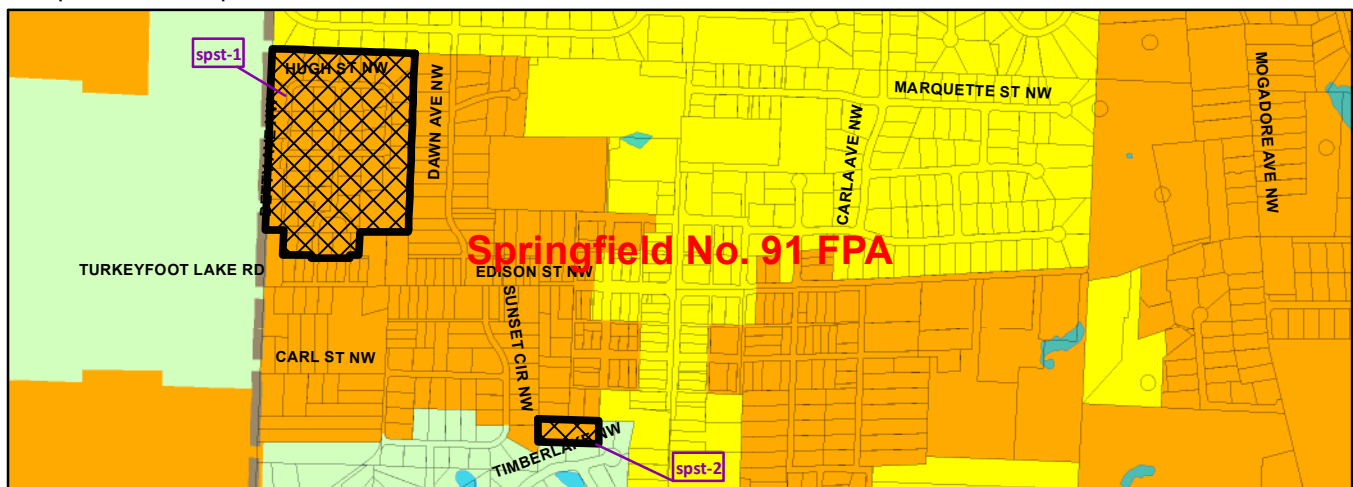 spst-1
HUGH ST NW
MARQUETTE ST NW
MOGADORE AVE NW
DAWN AVE NW
CARLA AVE NW
Springfield No. 91 FPA
TURKEYFOOT LAKE RD
EDISON ST NW
SUNSET CIR NW
CARL ST NW
TIMBERLAKE NW
spst-2